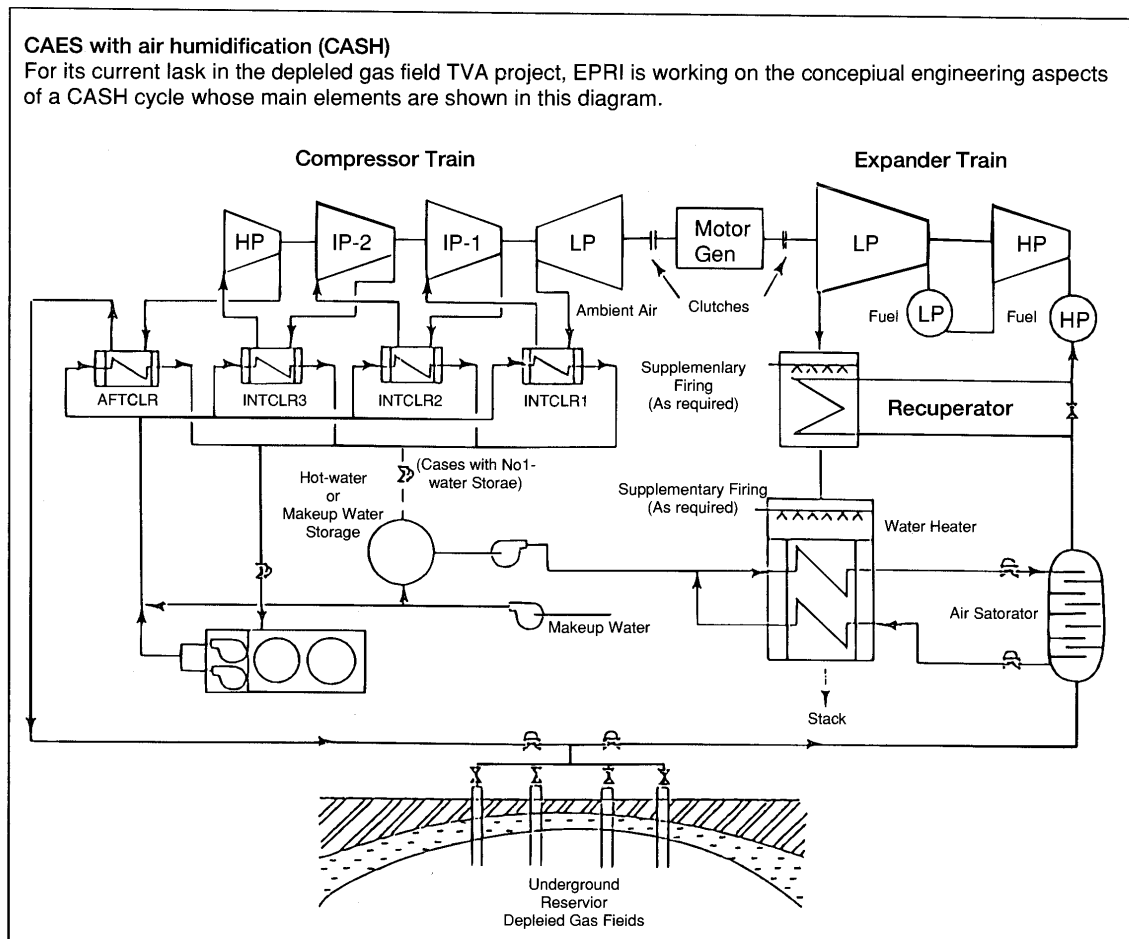 CAES with air humidification (CASH)
For its current lask in the depleled gas field TVA project, EPRI is working on the concepiual engineering aspects
of a CASH cycle whose main elements are shown in this diagram.
Compressor Train
Expander Train
HP
IP-2
IP-1
LP
Motor
Gen
LP
HP
Ambient Air
Clutches
Fuel
LP
Fuel
HP
AFTCLR
INTCLR3
INTCLR2
INTCLR1
Supplemenlary
Firing
(As required)
Recuperator
Hot-water
or
Makeup Water
Storage
(Cases with No1-
water Storae)
Supplementary Firing
(As required)
Water Heater
Makeup Water
Air Satorator
Stack
Underground
Reservior
Depleied Gas Fieids